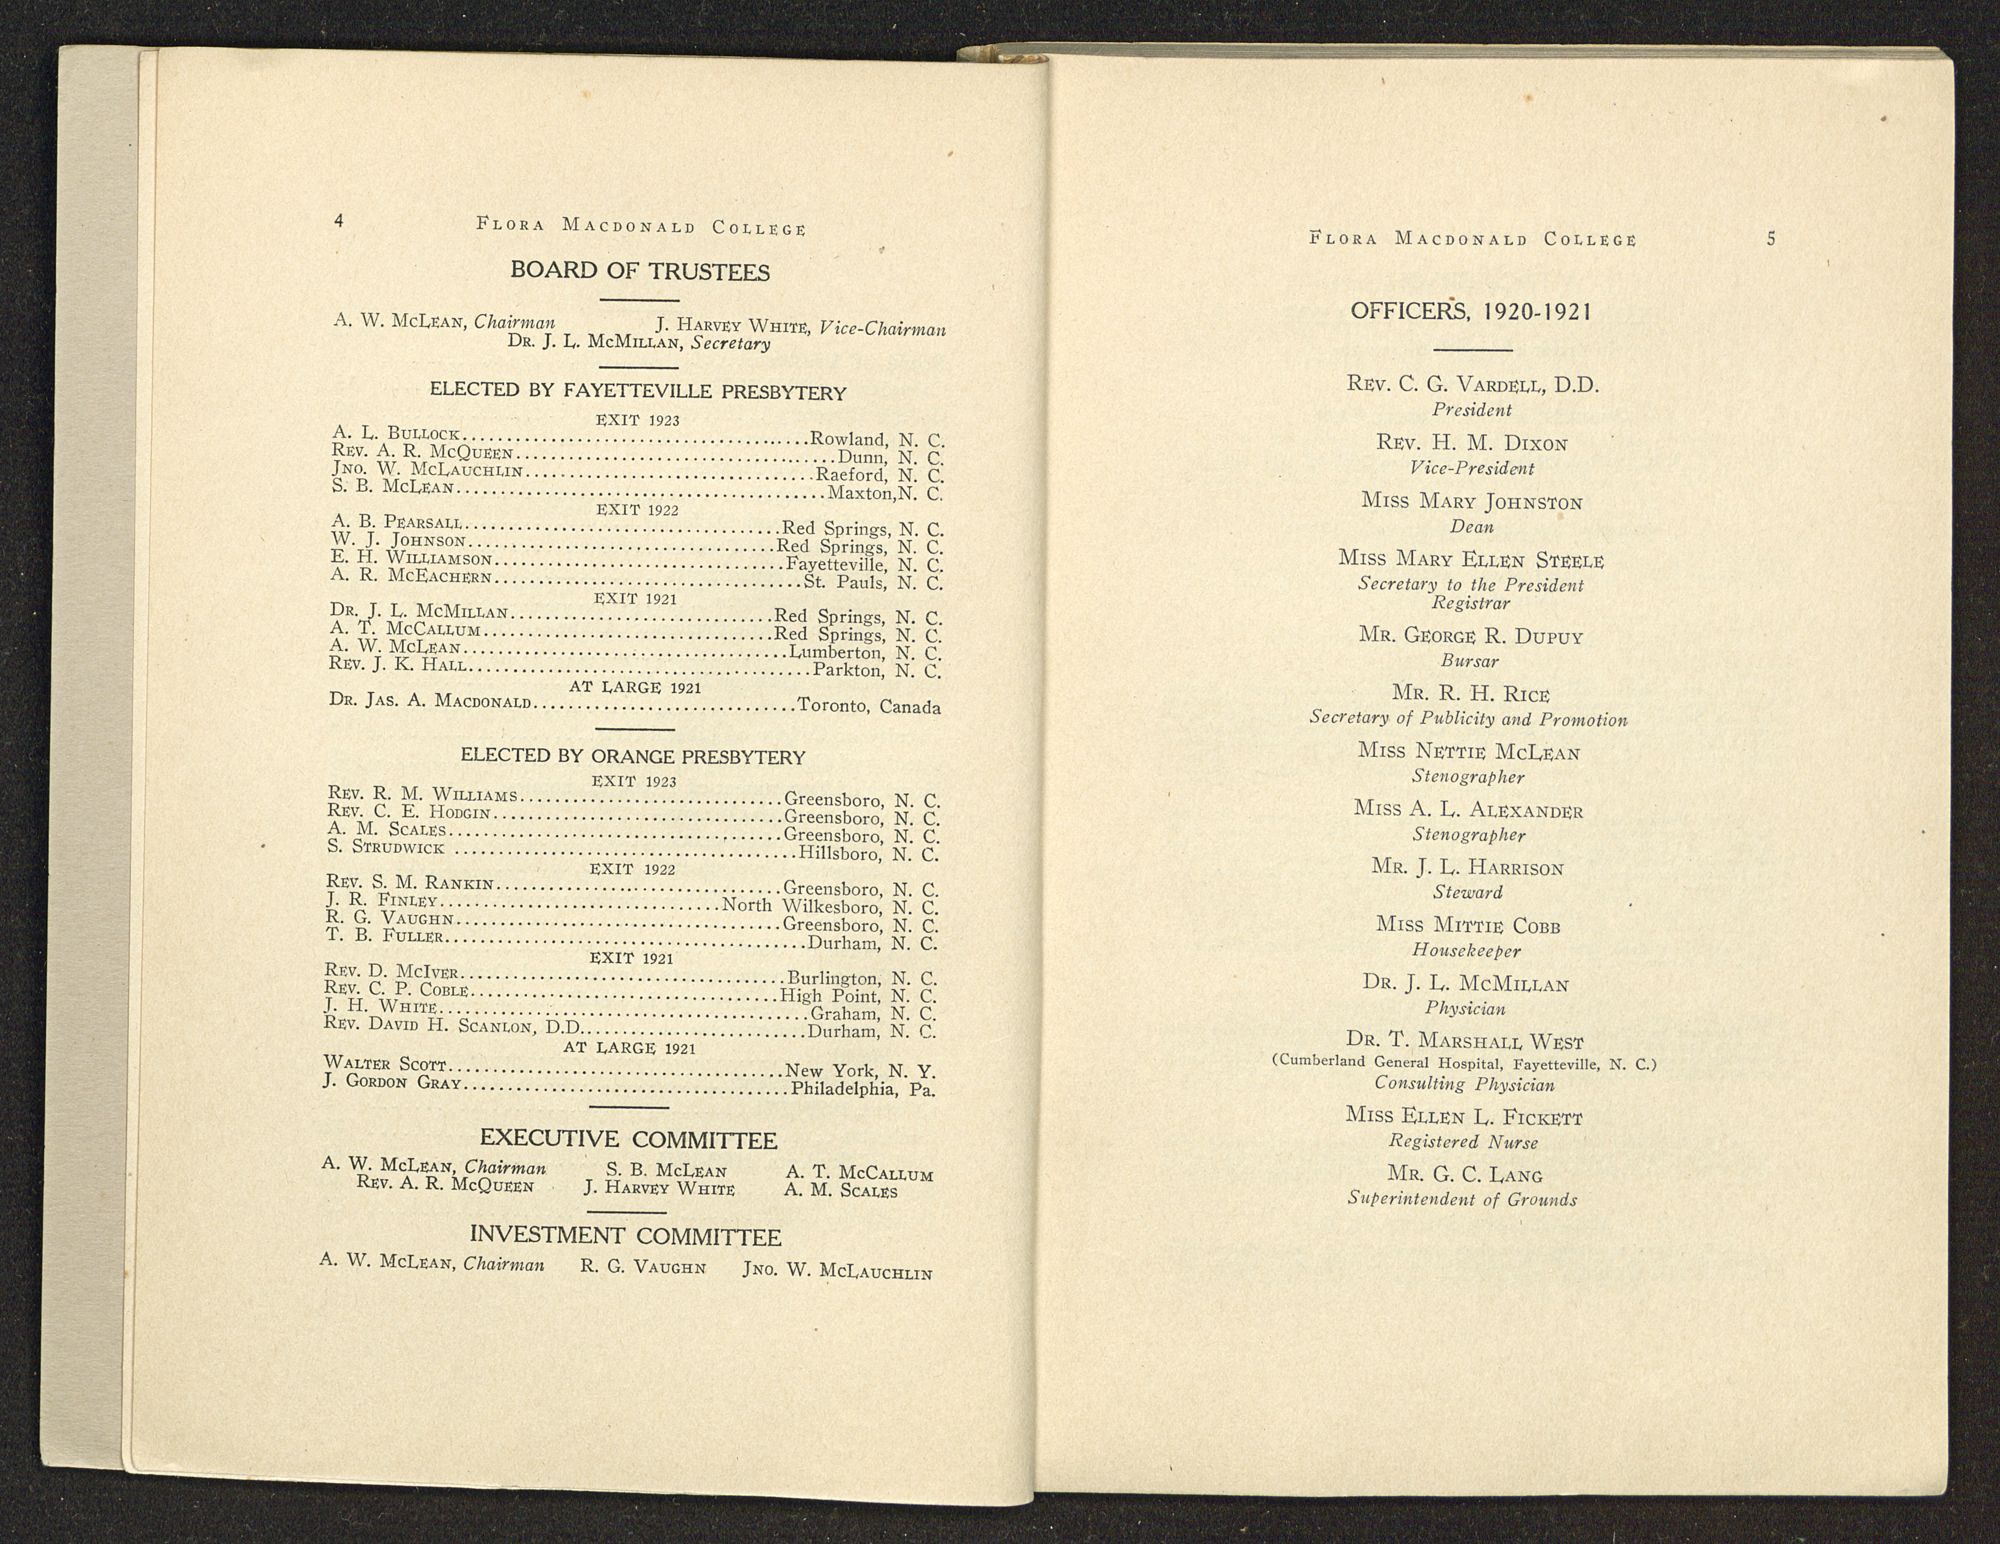 4 FLORA MACDONALD COLLEGE
BOARD OF TRUSTEES
A. W. MCLEAN, Chairman J. HARVEY WHITE, Vice-Chairman
DR. J. L. MCMILLAN, Secretary
ELECTED BY FAYETTEVILLE PRESBYTERY
EXIT 1923
A. L. BULLOCK........................................Rowland, N. C.
REV. A. R. MCQUEEN....................................Dunn, N. C.
JNO. W. MCLAUCHLIN.................................Raeford, N. C.
S. B. MCLEAN..........................................Maxton,N. C.
EXIT 1922
A. B. PEARSALL....................................Red Springs, N. C.
W. J. JOHNSON...................................Red Springs, N. C.
E. H. WILLIAMSON.................................Fayetteville, N. C.
A. R. MCEACHERN...................................St. Pauls, N. C.
EXIT 1921
DR. J. L. MCMILLAN..............................Red Springs, N. C.
A. T. MCCALLUM.................................Red Springs, N. C.
A. W. MCLEAN.....................................Lumberton, N. C.
REV. J. K. HALL.......................................Parkton, N. C.
AT LARGE 1921
DR. JAS. A. MACDONALD..............................Toronto, Canada
ELECTED BY ORANGE PRESBYTERY
EXIT 1923
REV. R. M. WILLIAMS..............................Greensboro, N. C.
REV. C. E. HODGIN.................................Greensboro, N. C.
A. M. SCALES......................................Greensboro, N. C.
S. STRUDWICK .......................................Hillsboro, N. C.
EXIT 1922
REV. S. M. RANKIN................................Greensboro, N. C.
J. R. FINLEY................................North Wilkesboro, N. C.
R. G. VAUGHN.....................................Greensboro, N. C.
T. B. FULLER.........................................Durham, N. C.
EXIT 1921
REV. D. MCIVER.....................................Burlington, N. C.
REV. C. P. COBLE...................................High Point, N. C.
J. H. WHITE..........................................Graham, N. C.
REV. DAVID H. SCANLON, D.D..........................Durham, N. C.
AT LARGE 1921
WALTER SCOTT......................................New York, N. Y.
J. GORDON GRAY.....................................Philadelphia, Pa.
EXECUTIVE COMMITTEE
A. W. MCLEAN, Chairman S. B. MCLEAN A. T. MCCALLUM
REV. A. R. MCQUEEN J. HARVEY WHITE A. M. SCALES
INVESTMENT COMMITTEE
A. W. MCLEAN, Chairman R. G. VAUGHN JNO. W. MCLAUCHLIN
FLORA MACDONALD COLLEGE 5
OFFICERS, 1920-1921
REV. C. G. VARDELL, D.D.
President
REV. H. M. DIXON
Vice-President
MISS MARY JOHNSTON
Dean
MISS MARY ELLEN STEELE
Secretary to the President
Registrar
MR. GEORGE R. DUPUY
Bursar
MR. R. H. RICE
Secretary of Publicity and Promotion
MISS NETTIE MCLEAN
Stenographer
MISS A. L. ALEXANDER
Stenographer
MR. J. L. HARRISON
Steward
MISS MITTIE COBB
Housekeeper
DR. J. L. MCMILLAN
Physician
DR. T. MARSHALL WEST
(Cumberland General Hospital, Fayetteville, N. C.)
Consulting Physician
MISS ELLEN L. FICKETT
Registered Nurse
MR. G. C. LANG
Superintendent of Grounds